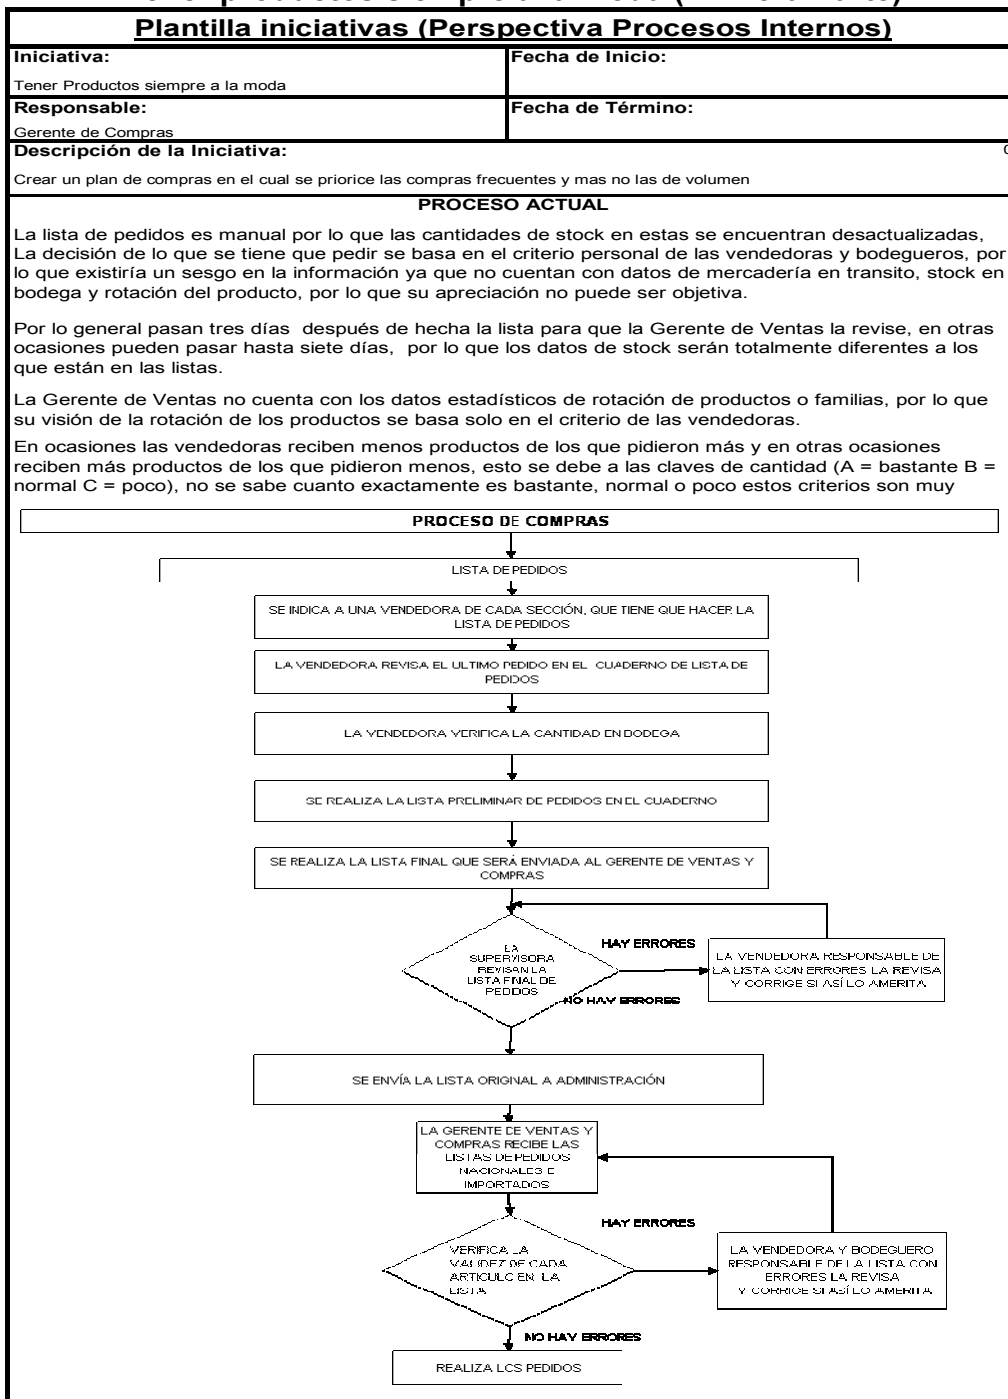 Plantilla iniciativas (Perspectiva Procesos Internos)
Iniciativa:
Fecha de Inicio:
Tener Productos siempre a la moda
Responsable:
Fecha de Término:
Gerente de Compras
Descripción de la Iniciativa:
Crear un plan de compras en el cual se priorice las compras frecuentes y mas no las de volumen
PROCESO ACTUAL
La lista de pedidos es manual por lo que las cantidades de stock en estas se encuentran desactualizadas,
La decisión de lo que se tiene que pedir se basa en el criterio personal de las vendedoras y bodegueros, por
lo que existiría un sesgo en la información ya que no cuentan con datos de mercadería en transito, stock en
bodega y rotación del producto, por lo que su apreciación no puede ser objetiva.
Por lo general pasan tres días después de hecha la lista para que la Gerente de Ventas la revise, en otras
ocasiones pueden pasar hasta siete días, por lo que los datos de stock serán totalmente diferentes a los
que están en las listas.
La Gerente de Ventas no cuenta con los datos estadísticos de rotación de productos o familias, por lo que
su visión de la rotación de los productos se basa solo en el criterio de las vendedoras.
En ocasiones las vendedoras reciben menos productos de los que pidieron más y en otras ocasiones
reciben más productos de los que pidieron menos, esto se debe a las claves de cantidad (A = bastante B =
normal C = poco), no se sabe cuanto exactamente es bastante, normal o poco estos criterios son muy
PROCESO DE COMPRAS
LISTA DE PEDIDOS
SE INDICA A UNA VENDEDORA DE CADA SECCIÓN, QUE TIENE QUE HACER LA
LISTA DE PEDIDOS
LA VENDEDORA REVISA EL ULTIMO PEDIDO EN EL CUADERNO DE LISTA DE
PEDIDOS
LA VENDEDORA VERIFICA LA CANTIDAD EN BODEGA
SE REALIZA LA LISTA PRELIMINAR DE PEDIDOS EN EL CUADERNO
SE REALIZA LA LISTA FINAL QUE SERÁ ENVIADA AL GERENTE DE VENTAS Y
COMPRAS
LA
SUPERVISORA
REVISAN LA
LISTA FINAL DE
PEDIDOS
HAY ERRORES
NO HAY ERRORES
LA VENDEDORA RESPONSABLE DE
LA LISTA CON ERRORES LA REVISA
Y CORRIGE SI ASÍ LO AMERITA
SE ENVÍA LA LISTA ORIGINAL A ADMINISTRACIÓN
LA GERENTE DE VENTAS Y
COMPRAS RECIBE LAS
LISTAS DE PEDIDOS
NACIONALES E
IMPORTADOS
VERIFICA LA
VALIDEZ DE CADA
ARTICULO EN LA
LISTA
HAY ERRORES
LA VENDEDORA Y BODEGUERO
RESPONSABLE DE LA LISTA CON
ERRORES LA REVISA
Y CORRIGE SI ASÍ LO AMERITA
NO HAY ERRORES
REALIZA LOS PEDIDOS